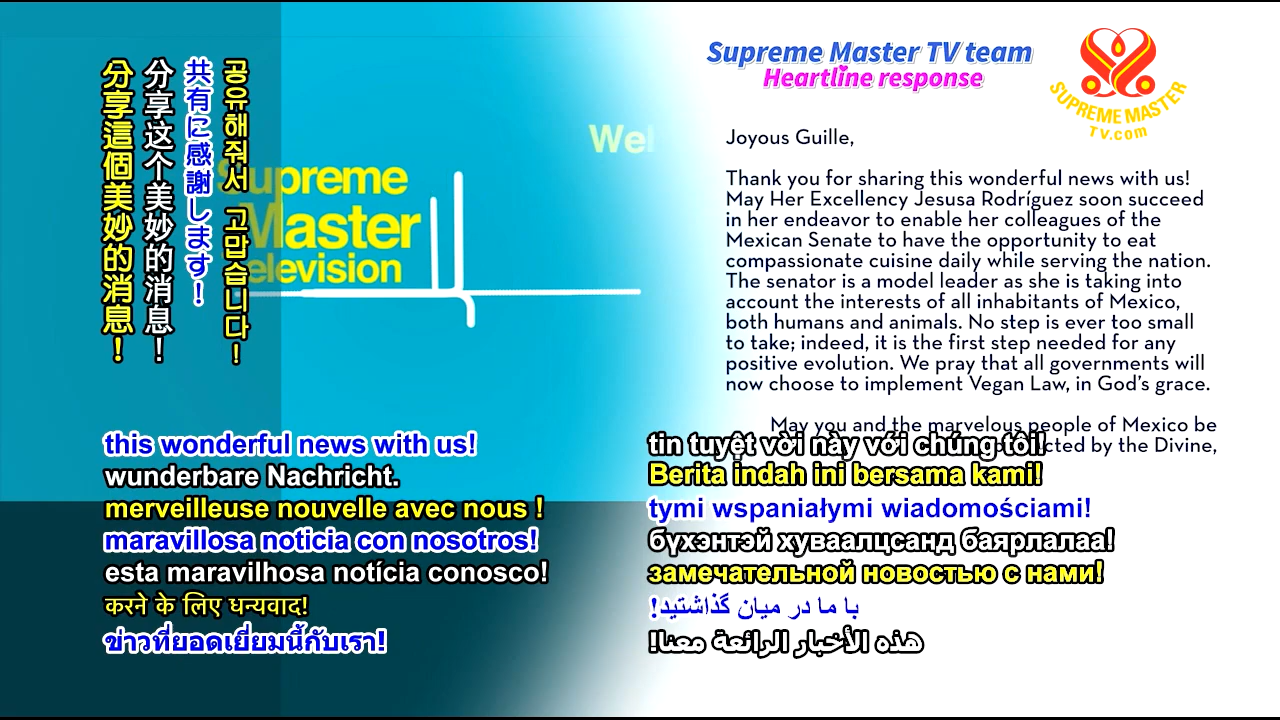 분享해줘서 고맙습니다!
共有に感謝します!
分享这个美妙的消息!
分享這個美妙的消息!
Supreme
Master
Television
Wel
Supreme Master TV team
Heartline response
SUPREME MASTER
TV.com
Joyous Guille,
Thank you for sharing this wonderful news with us!
May Her Excellency Jesusa Rodríguez soon succeed
in her endeavor to enable her colleagues of the
Mexican Senate to have the opportunity to eat
compassionate cuisine daily while serving the nation.
The senator is a model leader as she is taking into
account the interests of all inhabitants of Mexico,
both humans and animals. No step is ever too small
to take; indeed, it is the first step needed for any
positive evolution. We pray that all governments will
now choose to implement Vegan Law, in God's grace.
May you and the marvelous people of Mexico be
by the Divine,
this wonderful news with us!
wunderbare Nachricht.
merveilleuse nouvelle avec nous !
maravillosa noticia con nosotros!
esta maravilhosa notícia conosco!
करने के लिए धन्यवाद!
ข่าวที่ยอดเยี่ยมนี้กับเรา!
tin tuyệt vời này với chúng tôi!
Berita indah ini bersama kami!
tymi wspaniałymi wiadomościami!
бүхэнтэй хуваалцсанд баярлалаа!
замечательной новостью с нами!
با ما در میان گذاشتید!
هذه الأخبار الرائعة معنا!